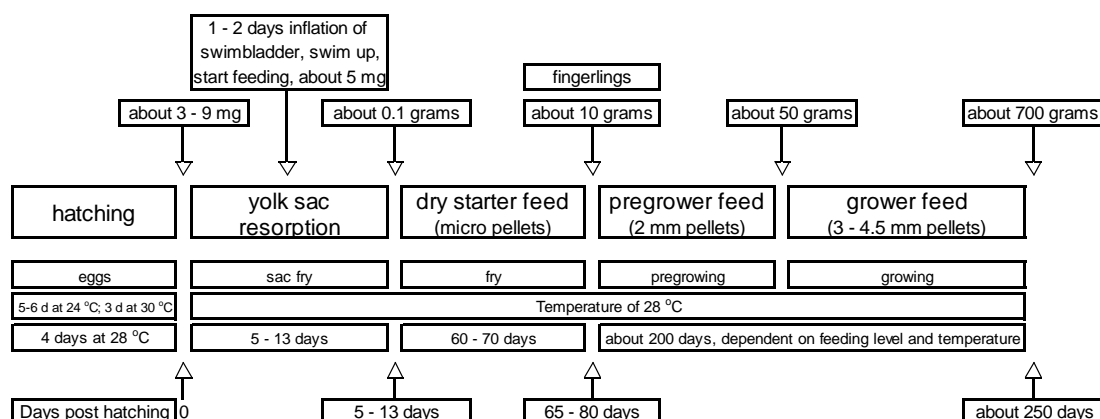 1 - 2 days inflation of
swimbladder, swim up,
start feeding, about 5 mg
fingerlings
about 3 - 9 mg
about 0.1 grams
about 10 grams
about 50 grams
about 700 grams
hatching
yolk sac
resorption
dry starter feed
(micro pellets)
pregrower feed
(2 mm pellets)
grower feed
(3 - 4.5 mm pellets)
eggs
sac fry
fry
pregrowing
growing
5-6 d at 24 °C; 3 d at 30 °C
Temperature of 28 °C
4 days at 28 °C
5 - 13 days
60 - 70 days
about 200 days, dependent on feeding level and temperature
Days post hatching 0
5 - 13 days
65 - 80 days
about 250 days